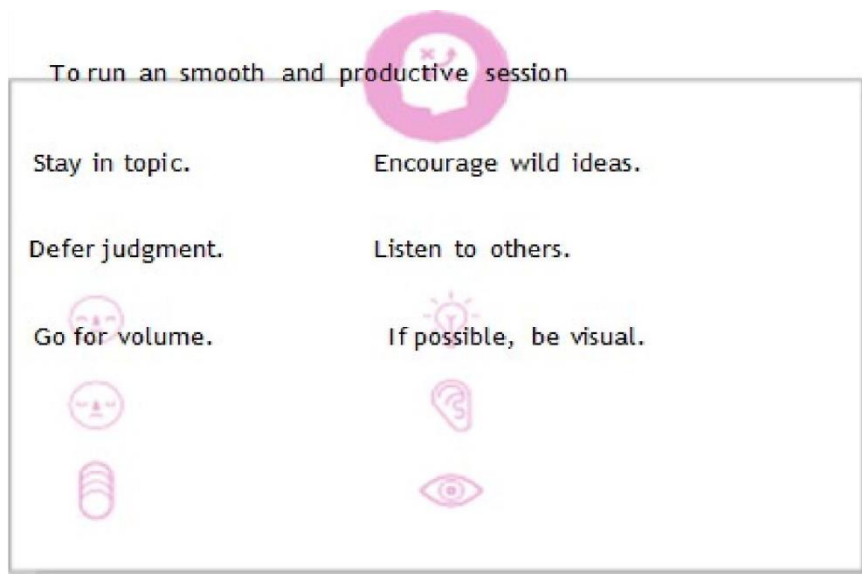 To run an smooth and productive session
Stay in topic.
Encourage wild ideas.
Defer judgment.
Listen to others.
Go for volume.
If possible, be visual.